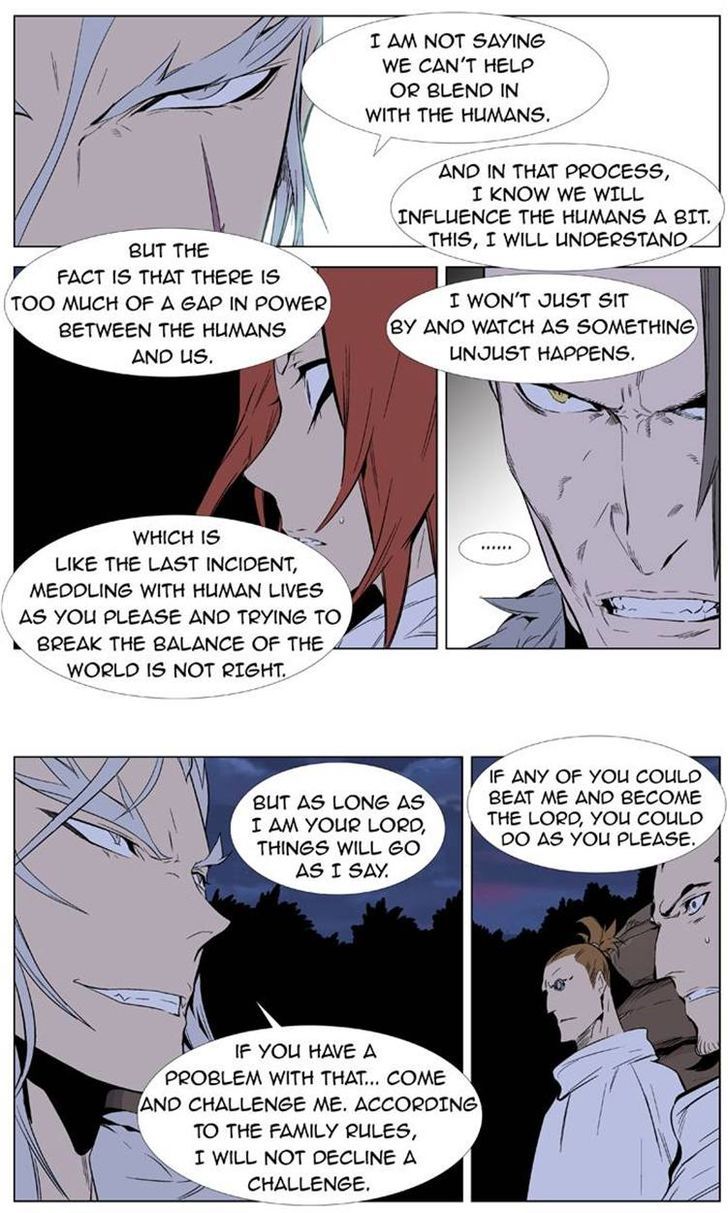 I AM NOT SAYING
WE CAN'T HELP
OR BLEND IN
WITH THE HUMANS.
AND IN THAT PROCESS,
I KNOW WE WILL
INFLUENCE THE HUMANS A BIT.
THIS, I WILL UNDERSTAND
BUT THE
FACT IS THAT THERE IS
TOO MUCH OF A GAP IN POWER
BETWEEN THE HUMANS
AND US.
I WON'T JUST SIT
BY AND WATCH AS SOMETHING
UNJUST HAPPENS.
WHICH IS
LIKE THE LAST INCIDENT,
MEDDLING WITH HUMAN LIVES
AS YOU PLEASE AND TRYING TO
BREAK THE BALANCE OF THE
WORLD IS NOT RIGHT.
......
BUT AS LONG AS
I AM YOUR LORD,
THINGS WILL GO
AS I SAY.
IF YOU HAVE A
PROBLEM WITH THAT... COME
AND CHALLENGE ME. ACCORDING
TO THE FAMILY RULES,
I WILL NOT DECLINE A
CHALLENGE.
IF ANY OF YOU COULD
BEAT ME AND BECOME
THE LORD, YOU COULD
DO AS YOU PLEASE.